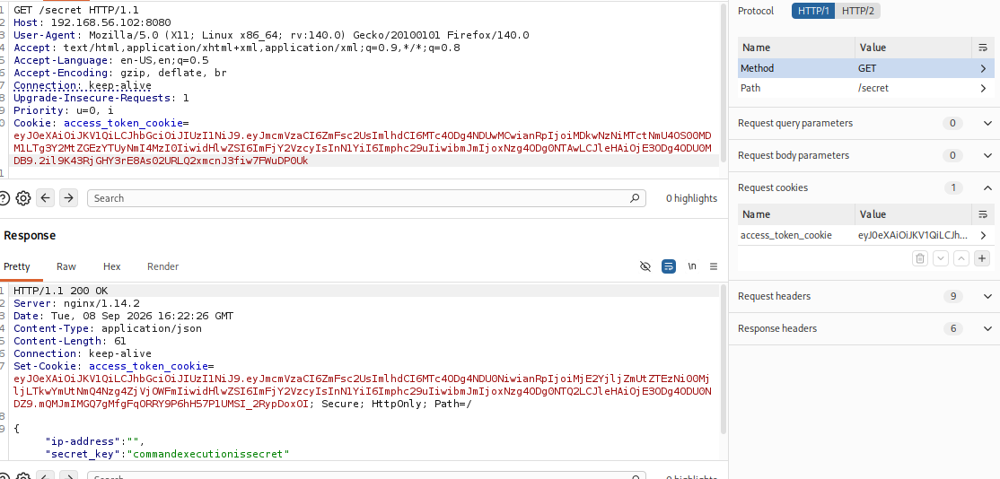 GET /secret HTTP/1.1
Host: 192.168.56.102:8080
User-Agent: Mozilla/5.0 (X11; Linux x86_64; rv:140.0) Gecko/20100101 Firefox/140.0
Accept: text/html,application/xhtml+xml,application/xml;q=0.9,*/*;q=0.8
Accept-Language: en-US,en;q=0.5
Accept-Encoding: gzip, deflate, br
Connection: keep-alive
Upgrade-Insecure-Requests: 1
Priority: u=0, i
Cookie: access_token_cookie=
eyJ0eXAiOiJKV1QiLCJhbGciOiJIUzI1NiJ9.eyJmcmVzaCI6ZmFsc2UsImlhdCI6MTc4ODg4NDUwMCwianRpIjoiMDkwNzNiMTctNmU4OS00MD
M1LTg3Y2MtZGEzYTUyNmI4MzI0IiwidHlwZSI6ImFjY2VzcyIsInN1YiI6Imphc29uIiwibmJmIjoxNzg4ODg0NTAwLCJleHAiOjE3ODg4ODU0M
DB9.2il9K43RjGHY3rE8As02URLQ2xmcnJ3fiw7FWuDP0Uk
Search
0 highlights
Response
Pretty
Raw
Hex
Render
\n
HTTP/1.1 200 OK
Server: nginx/1.14.2
Date: Tue, 08 Sep 2026 16:22:26 GMT
Content-Type: application/json
Content-Length: 61
Connection: keep-alive
Set-Cookie: access_token_cookie=
eyJ0eXAiOiJKV1QiLCJhbGciOiJIUzI1NiJ9.eyJmcmVzaCI6ZmFsc2UsImlhdCI6MTc4ODg4NDU0NiwianRpIjoiMjE2YjljZmUtZTEzNi00Mj
ljLTkwYmUtNmQ4Nzg4ZjVjOWFmIiwidHlwZSI6ImFjY2VzcyIsInN1YiI6Imphc29uIiwibmJmIjoxNzg4ODg0NTQ2LCJleHAiOjE3ODg4ODU0N
DZ9.mQMJmIMGQ7gMfgFqORRY9P6hH57P1UMSI_2RypDoxOI; Secure; HttpOnly; Path=/
{
"ip-address":"",
"secret_key":"commandexecutionissecret"
Protocol
HTTP/1
HTTP/2
Name
Value
Method
GET
Path
/secret
Request query parameters
0
Request body parameters
0
Request cookies
1
Name
Value
access_token_cookie
eyJ0eXAiOiJKV1QiLCJh...
Request headers
9
Response headers
6